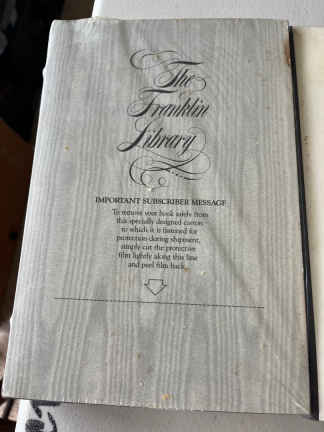 The
Franklin
Library
IMPORTANT SUBSCRIBER MESSAGE
To remove your book safely from
this specially designed carton
to which it is fastened for
protection during shipment,
simply cut the protective
film lightly along this line
and peel film back.